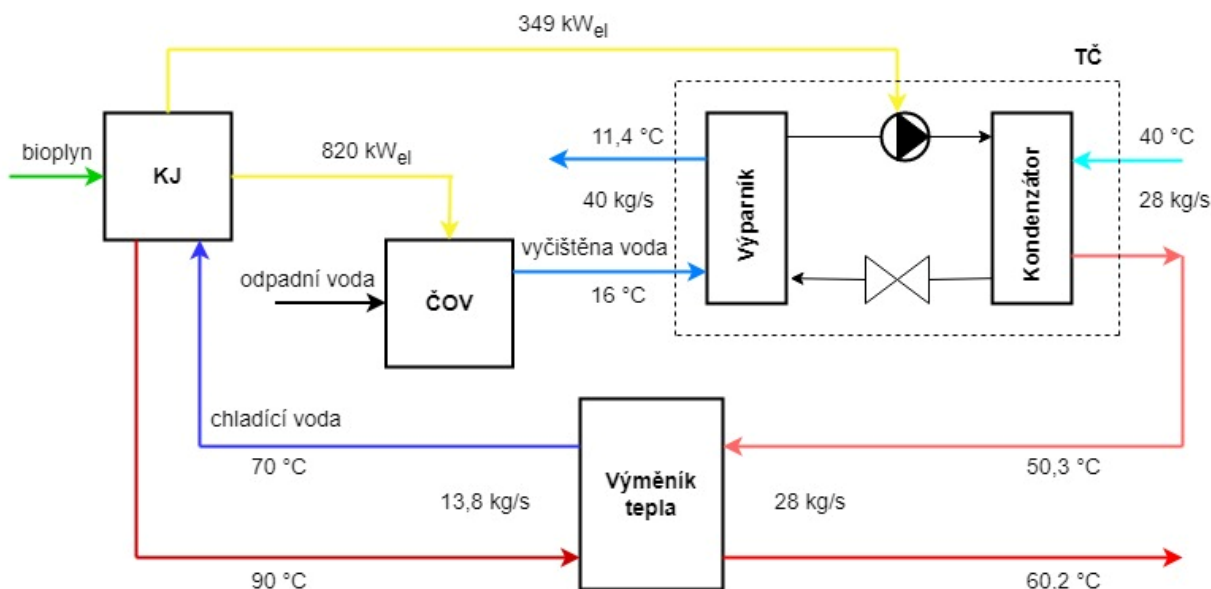 349 kWel
TČ
bioplyn
KJ
820 kWel
11,4 °C
40 kg/s
Výparník
Kondenzátor
40 °C
28 kg/s
odpadní voda
ČOV
vyčištěna voda
16 °C
chladící voda
70 °C
13,8 kg/s
90 °C
Výměník
tepla
50,3 °C
28 kg/s
60.2 °C